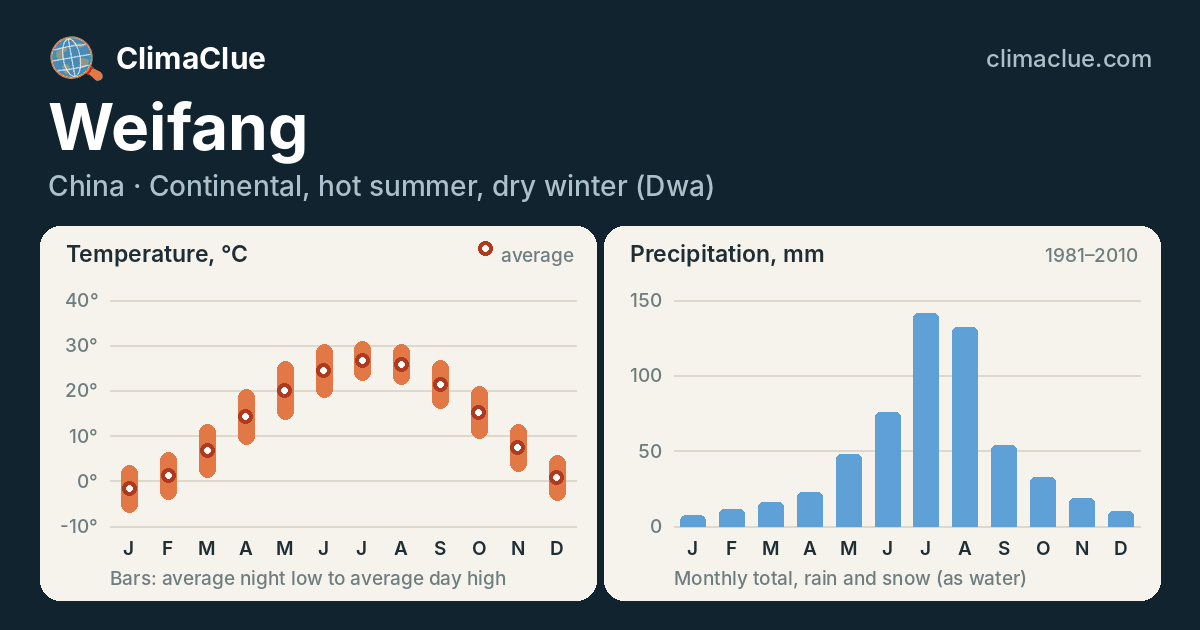 ClimaClue
climaclue.com
Weifang
China · Continental, hot summer, dry winter (Dwa)
Temperature, °C
average
40°
30°
20°
10°
0°
-10°
J F M A M J J A S O N D
Bars: average night low to average day high
Precipitation, mm
1981–2010
150
100
50
0
J F M A M J J A S O N D
Monthly total, rain and snow (as water)